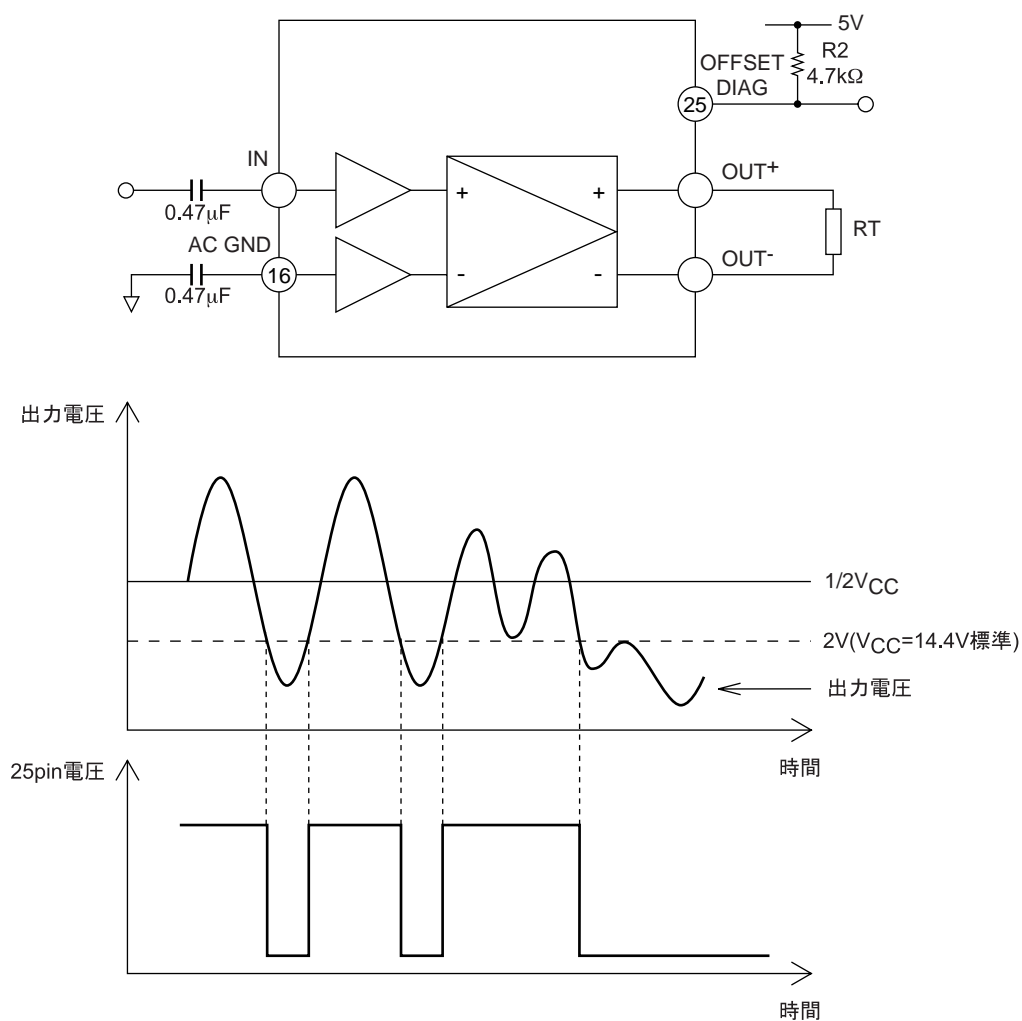 5V
R2
4.7kΩ
OFFSET
DIAG
25
IN
OUT+
0.47μF
+
+
RT
AC GND
OUT-
16
-
-
0.47μF
出力電圧
1/2VCC
2V(VCC=14.4V標準)
出力電圧
時間
25pin電圧
時間